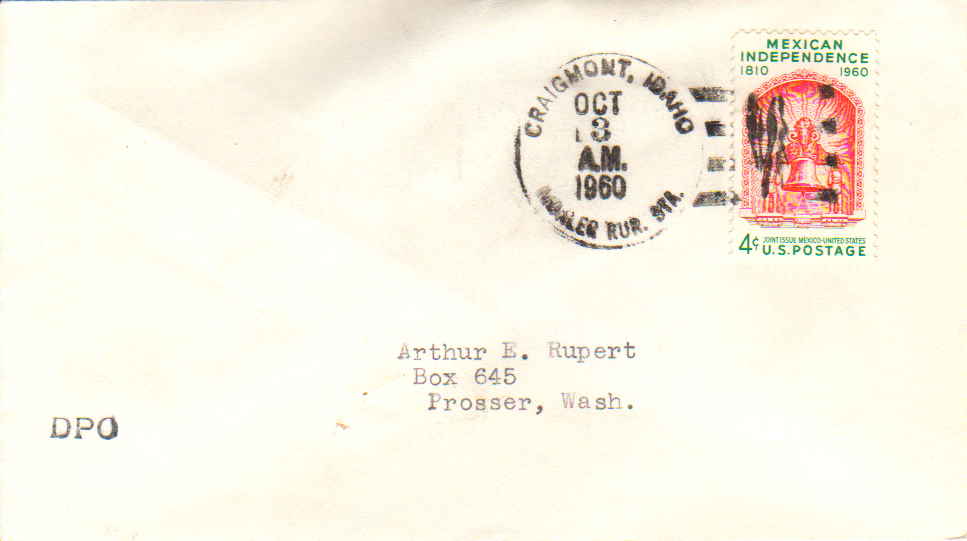 CRAIGMONT, IDAHO
OCT
3
A.M.
1960
MOHLER RUR. STA.
MEXICAN
INDEPENDENCE
1810 1960
4¢ JOINT ISSUE MEXICO-UNITED STATES
U.S. POSTAGE
Arthur E. Rupert
Box 645
Prosser, Wash.
DPO